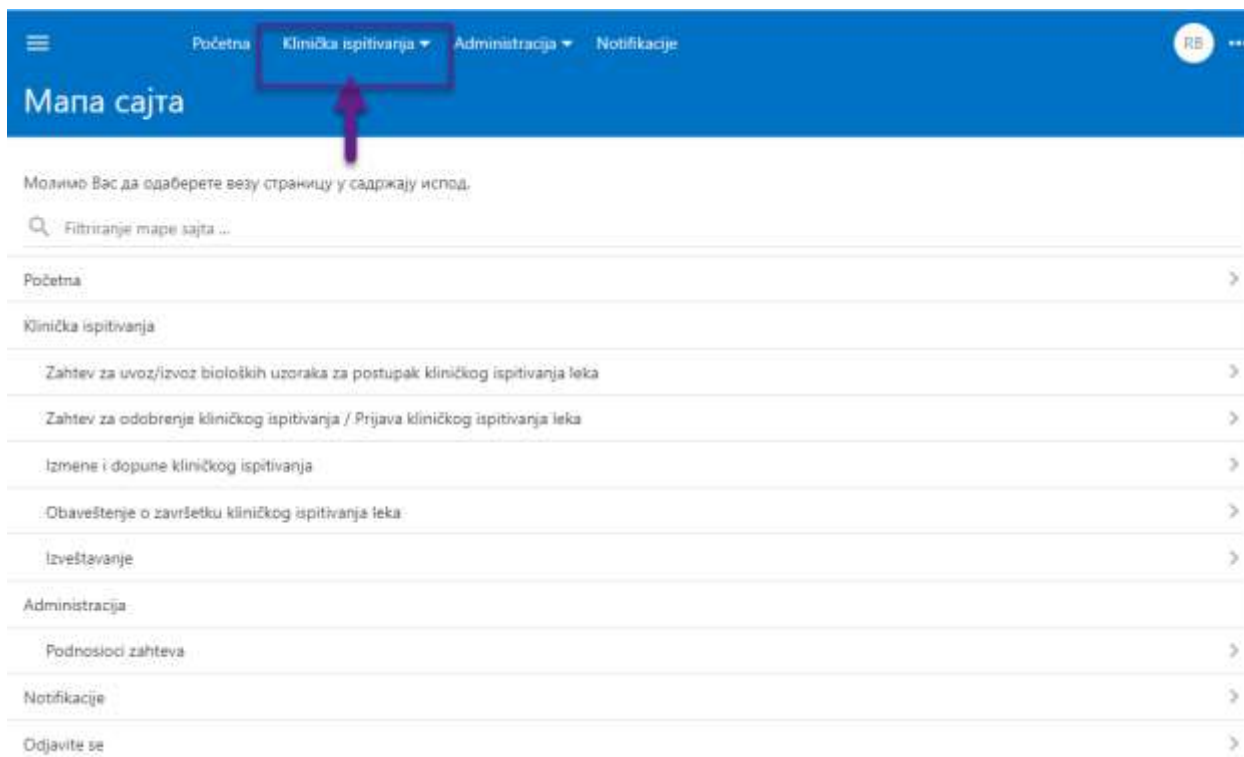 Početna Klinička ispitivanja Administracija Notifikacije RB
Мапа сајта
Молимо Вас да одаберете везу страницу у садржају испод.
Filtriranje mape sajta ...
Početna
Klinička ispitivanja
Zahtev za uvoz/izvoz bioloških uzoraka za postupak kliničkog ispitivanja leka
Zahtev za odobrenje kliničkog ispitivanja / Prijava kliničkog ispitivanja leka
Izmene i dopune kliničkog ispitivanja
Obaveštenje o završetku kliničkog ispitivanja leka
Izveštavanje
Administracija
Podnosioci zahteva
Notifikacije
Odjavite se